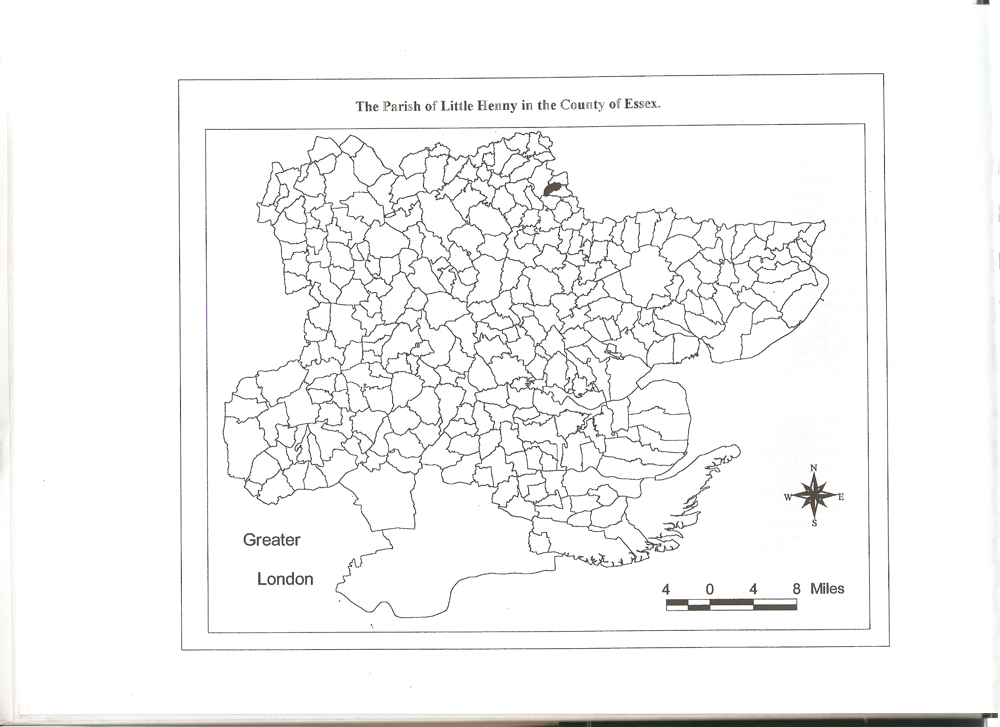 The Parish of Little Henny in the County of Essex.
N
W E
S
Greater
London
4 0 4 8 Miles